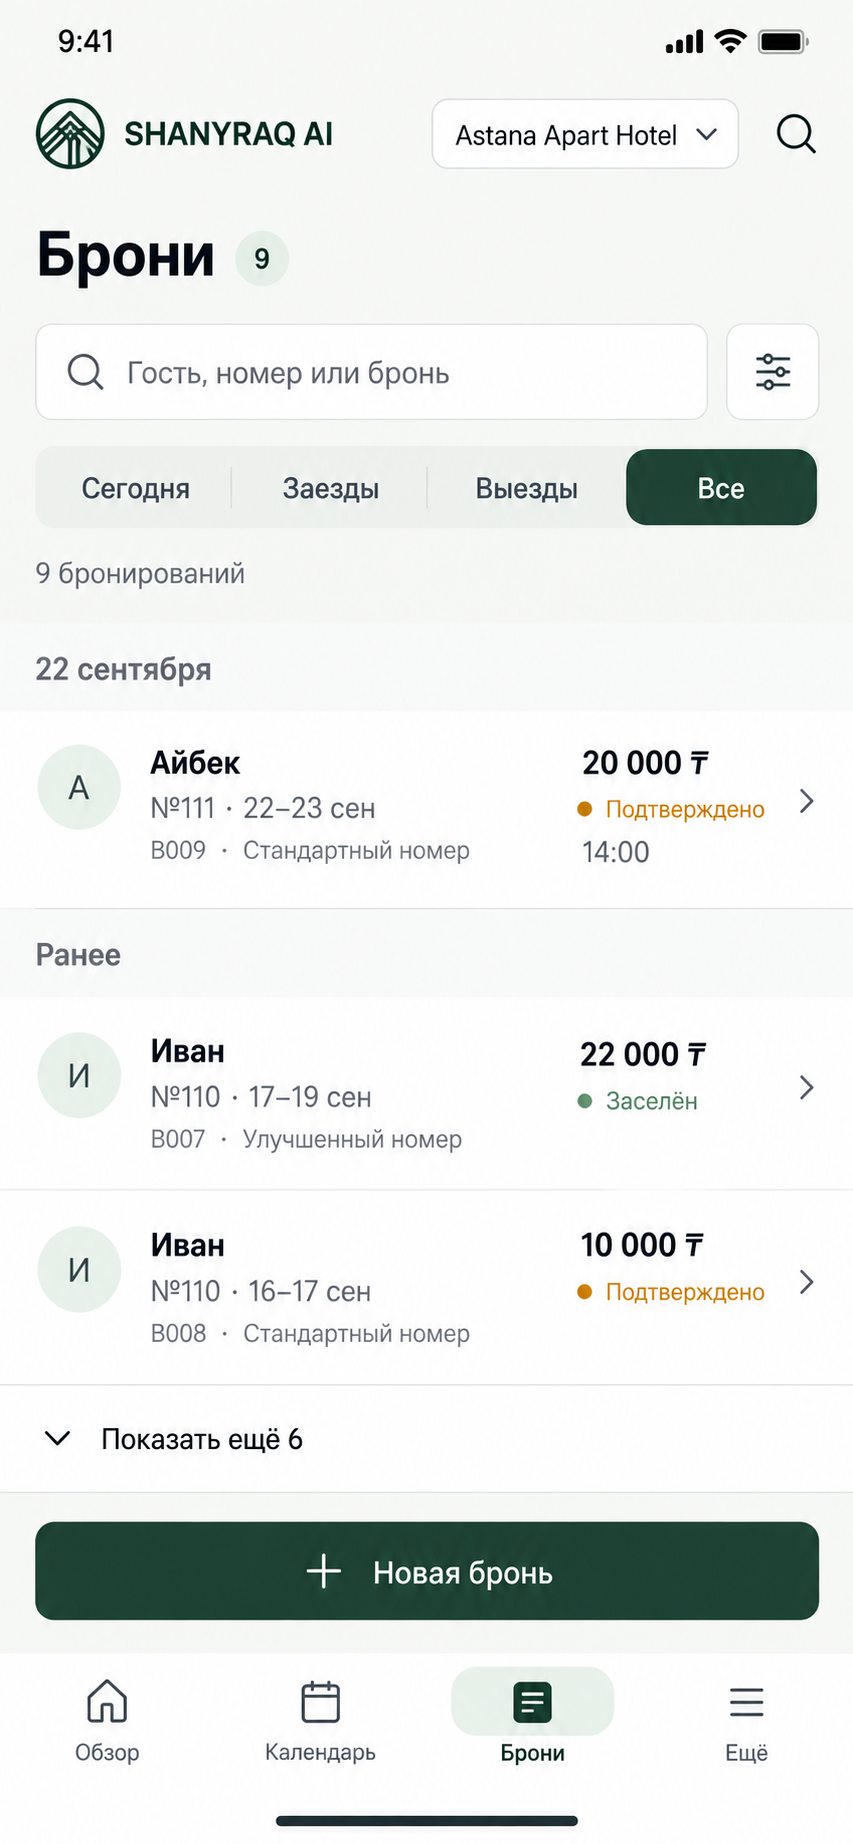 9:41
SHANYRAQ AI
Astana Apart Hotel
Брони 9
Гость, номер или бронь
Сегодня Заезды Выезды Все
9 бронирований
22 сентября
А
Айбек
20 000 ₸
№111 · 22–23 сен
Подтверждено
B009 · Стандартный номер
14:00
Ранее
И
Иван
22 000 ₸
№110 · 17–19 сен
Заселён
B007 · Улучшенный номер
И
Иван
10 000 ₸
№110 · 16–17 сен
Подтверждено
B008 · Стандартный номер
Показать ещё 6
+ Новая бронь
Обзор Календарь Брони Ещё